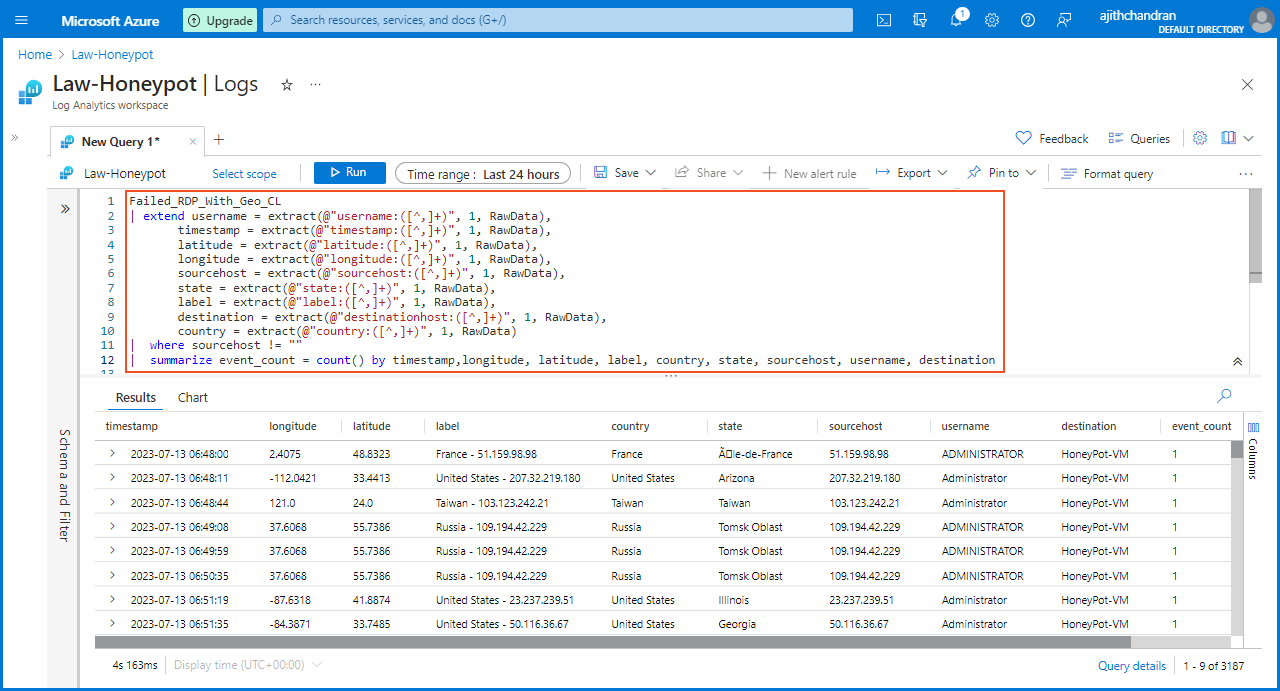 Microsoft Azure
Upgrade
Search resources, services, and docs (G+/)
1
ajithchandran
DEFAULT DIRECTORY
Home > Law-Honeypot
Law-Honeypot | Logs
Log Analytics workspace
New Query 1*
Feedback
Queries
Law-Honeypot
Select scope
Run
Time range : Last 24 hours
Save
Share
New alert rule
Export
Pin to
Format query
1 Failed_RDP_With_Geo_CL
2 | extend username = extract(@"username:([^,]+)", 1, RawData),
3 timestamp = extract(@"timestamp:([^,]+)", 1, RawData),
4 latitude = extract(@"latitude:([^,]+)", 1, RawData),
5 longitude = extract(@"longitude:([^,]+)", 1, RawData),
6 sourcehost = extract(@"sourcehost:([^,]+)", 1, RawData),
7 state = extract(@"state:([^,]+)", 1, RawData),
8 label = extract(@"label:([^,]+)", 1, RawData),
9 destination = extract(@"destinationhost:([^,]+)", 1, RawData),
10 country = extract(@"country:([^,]+)", 1, RawData)
11 | where sourcehost != ""
12 | summarize event_count = count() by timestamp,longitude, latitude, label, country, state, sourcehost, username, destination
13
Schema and Filter
Results
Chart
timestamp longitude latitude label country state sourcehost username destination event_count
2023-07-13 06:48:00 2.4075 48.8323 France - 51.159.98.98 France Ã□le-de-France 51.159.98.98 ADMINISTRATOR HoneyPot-VM 1
2023-07-13 06:48:11 -112.0421 33.4413 United States - 207.32.219.180 United States Arizona 207.32.219.180 Administrator HoneyPot-VM 1
2023-07-13 06:48:44 121.0 24.0 Taiwan - 103.123.242.21 Taiwan Taiwan 103.123.242.21 Administrator HoneyPot-VM 1
2023-07-13 06:49:08 37.6068 55.7386 Russia - 109.194.42.229 Russia Tomsk Oblast 109.194.42.229 ADMINISTRATOR HoneyPot-VM 1
2023-07-13 06:49:59 37.6068 55.7386 Russia - 109.194.42.229 Russia Tomsk Oblast 109.194.42.229 ADMINISTRATOR HoneyPot-VM 1
2023-07-13 06:50:35 37.6068 55.7386 Russia - 109.194.42.229 Russia Tomsk Oblast 109.194.42.229 ADMINISTRATOR HoneyPot-VM 1
2023-07-13 06:51:19 -87.6318 41.8874 United States - 23.237.239.51 United States Illinois 23.237.239.51 Administrator HoneyPot-VM 1
2023-07-13 06:51:35 -84.3871 33.7485 United States - 50.116.36.67 United States Georgia 50.116.36.67 Administrator HoneyPot-VM 1
Columns
4s 163ms
Display time (UTC+00:00)
Query details
1 - 9 of 3187